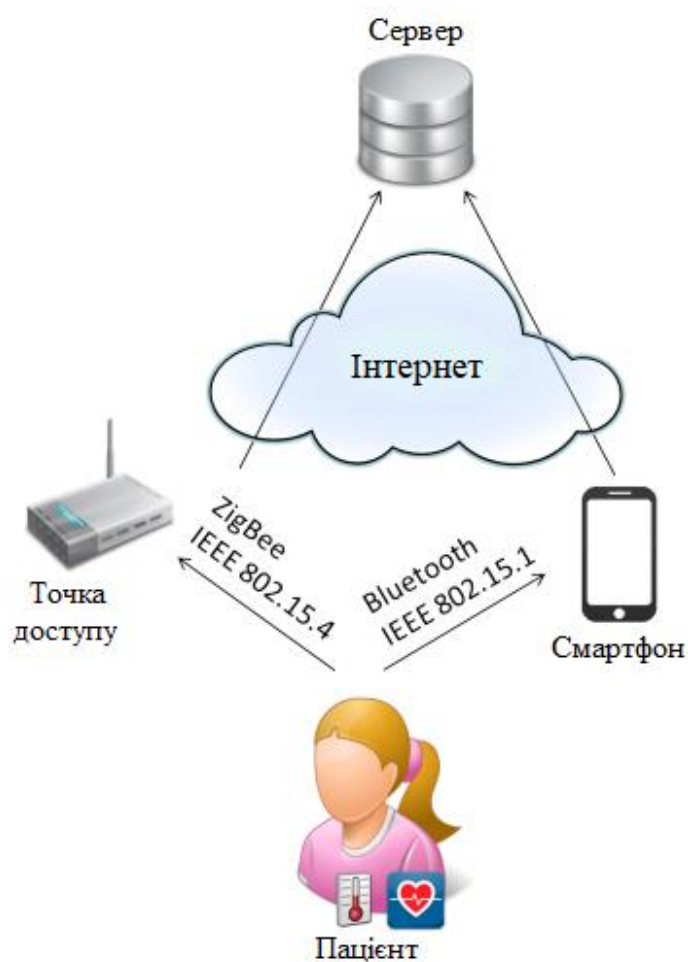 Сервер
Інтернет
ZigBee
IEEE 802.15.4
Bluetooth
IEEE 802.15.1
Точка
доступу
Смартфон
Пацієнт